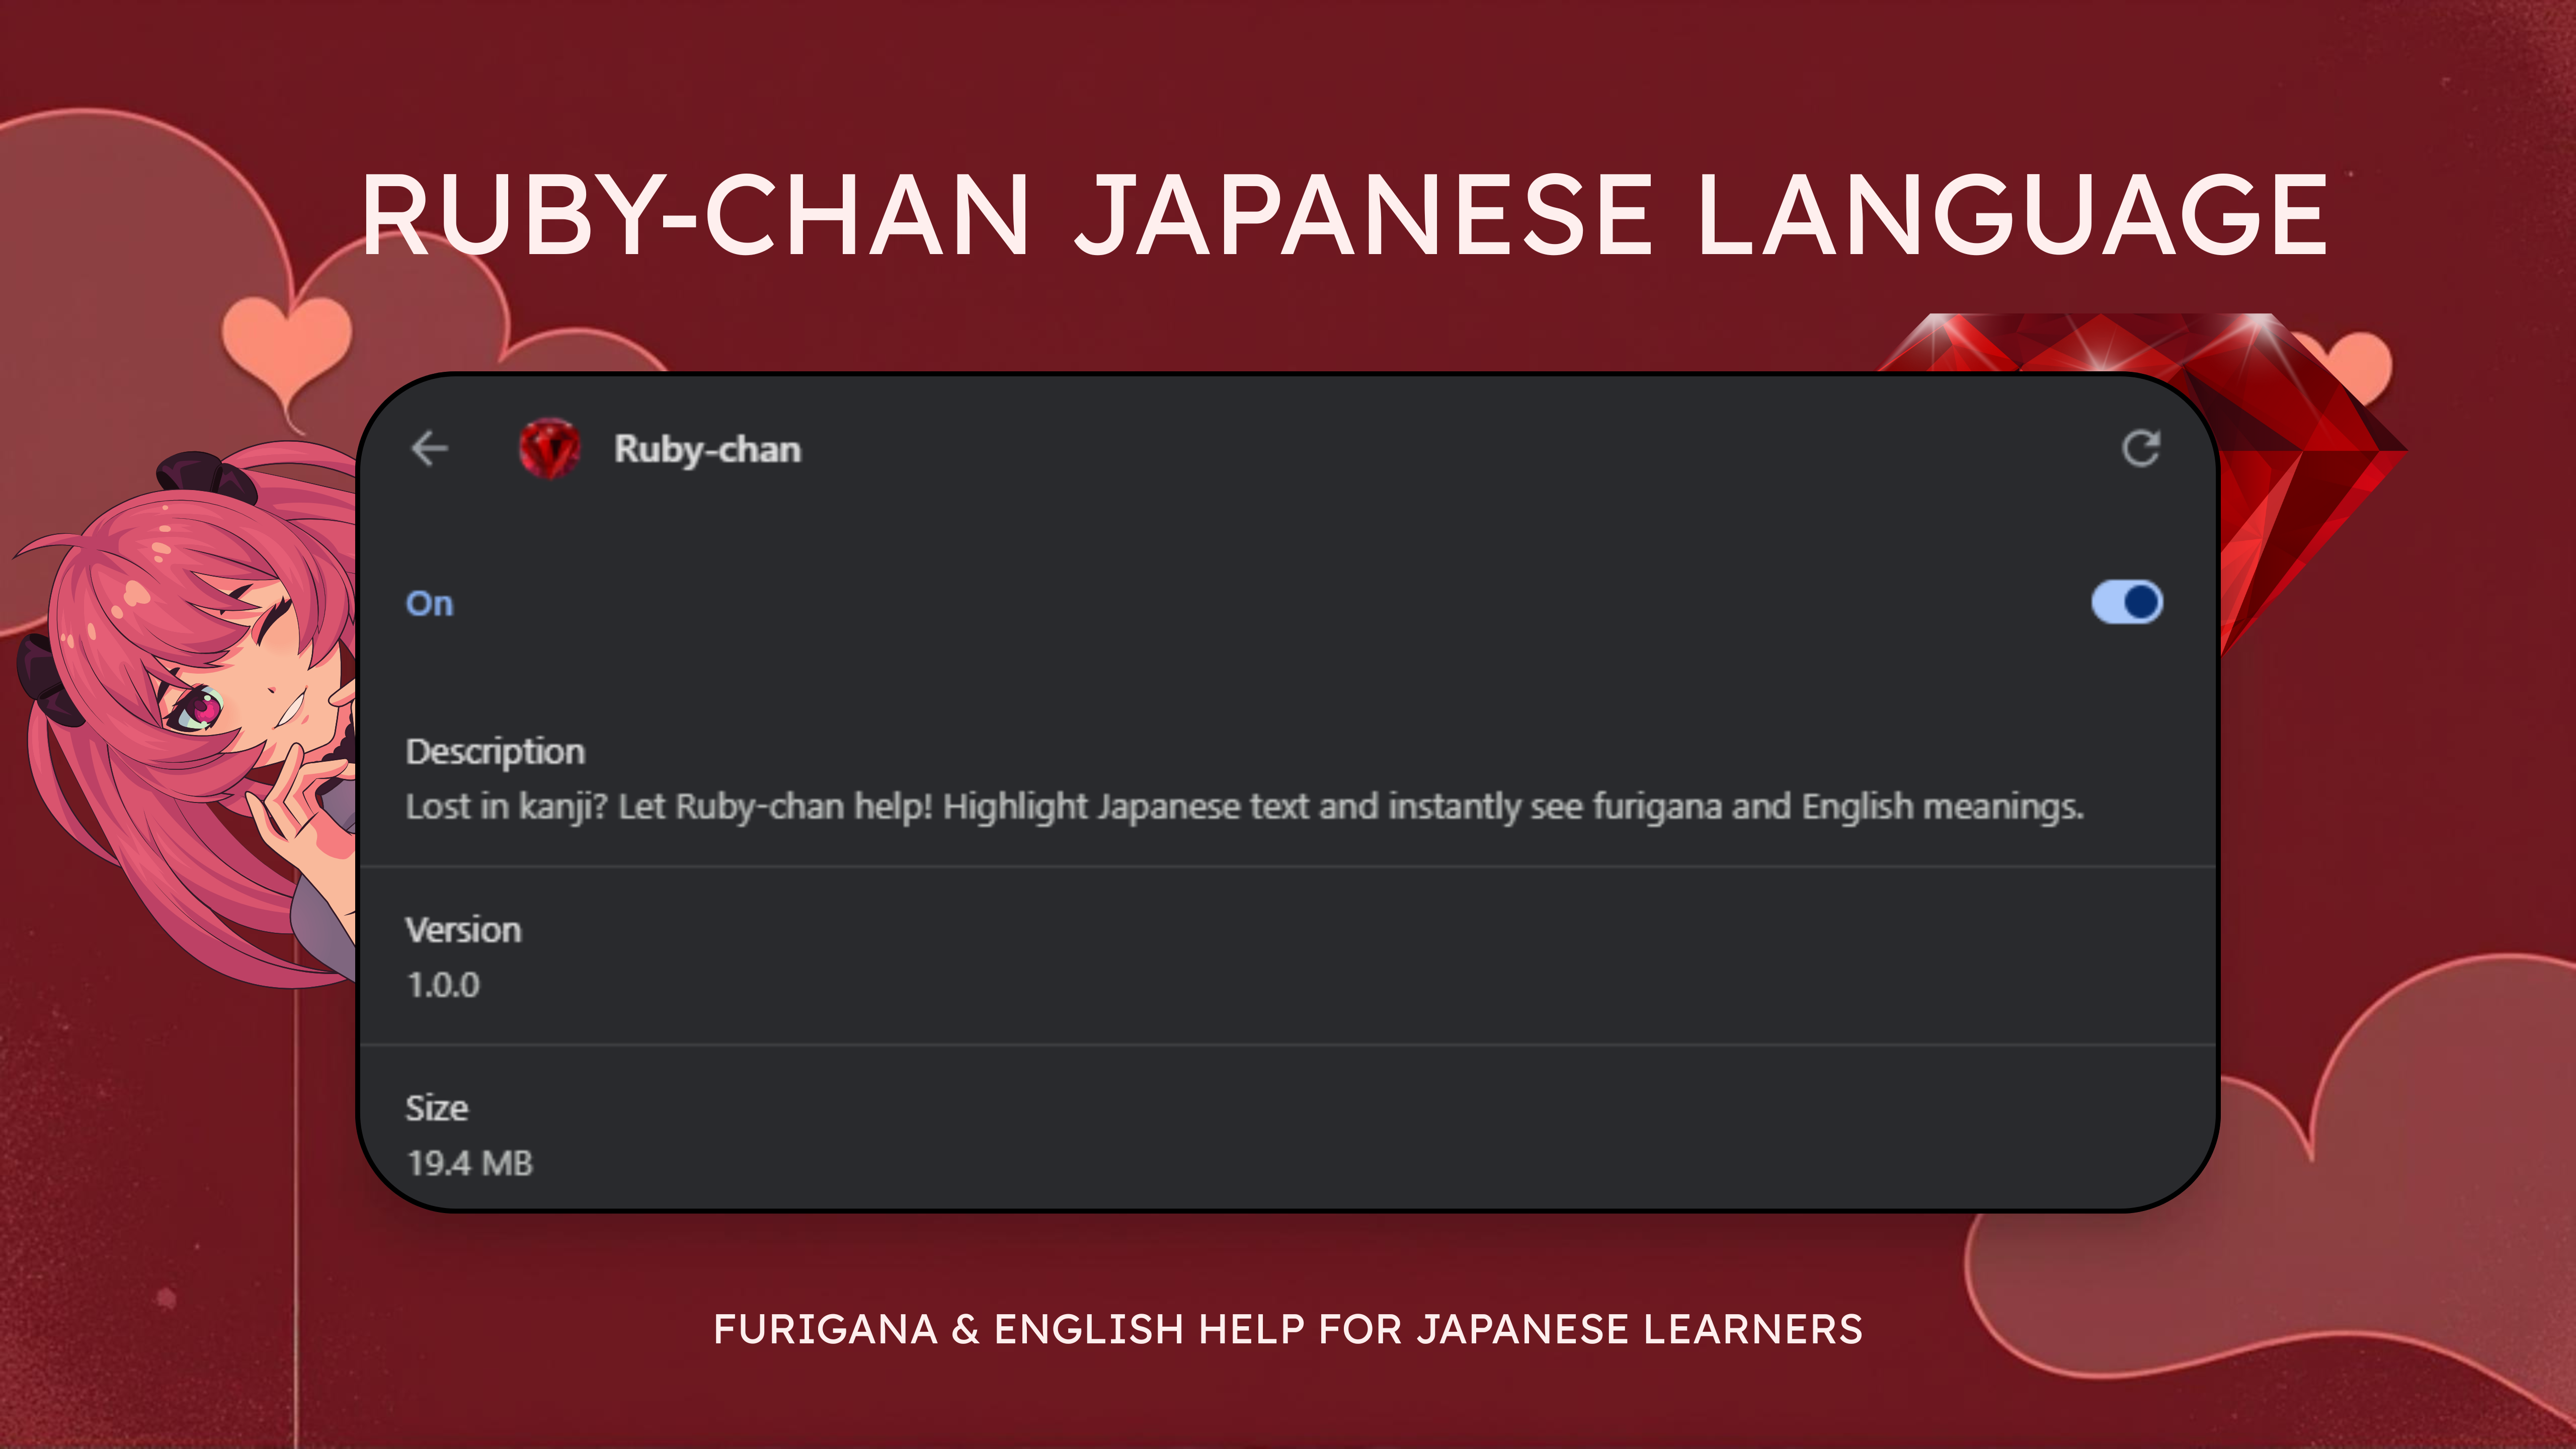 RUBY-CHAN JAPANESE LANGUAGE
Ruby-chan
On
Description
Lost in kanji? Let Ruby-chan help! Highlight Japanese text and instantly see furigana and English meanings.
Version
1.0.0
Size
19.4 MB
FURIGANA & ENGLISH HELP FOR JAPANESE LEARNERS